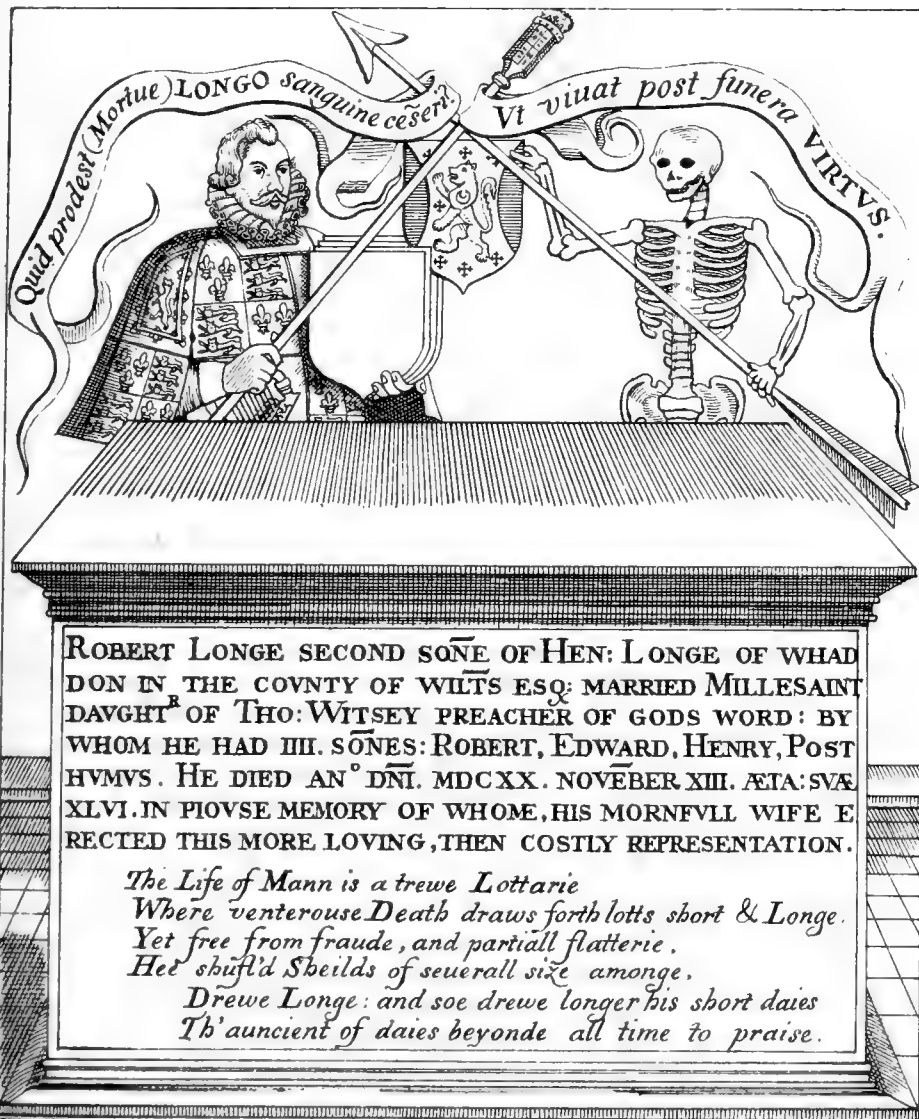 Quid prodest (Mortue) LONGO sanguine cēseri?
Vt viuat post funera VIRTVS.
ROBERT LONGE SECOND SOÑE OF HEN: LONGE OF WHAD
DON IN THE COVNTY OF WILTS ESQ: MARRIED MILLESAINT
DAVGHTᴿ OF THO: WITSEY PREACHER OF GODS WORD: BY
WHOM HE HAD IIII. SOÑES: ROBERT, EDWARD, HENRY, POST
HVMVS. HE DIED AN° DÑI. MDCXX. NOVĒBER XIII. ÆTA: SVÆ
XLVI. IN PIOVSE MEMORY OF WHOME, HIS MORNFVLL WIFE E
RECTED THIS MORE LOVING, THEN COSTLY REPRESENTATION.
The Life of Mann is a trewe Lottarie
Where venterouse Death draws forth lotts short & Longe.
Yet free from fraude, and partiall flatterie,
Hee shufl'd Sheilds of seuerall size amonge,
Drewe Longe: and soe drewe longer his short daies
Th'auncient of daies beyonde all time to praise.